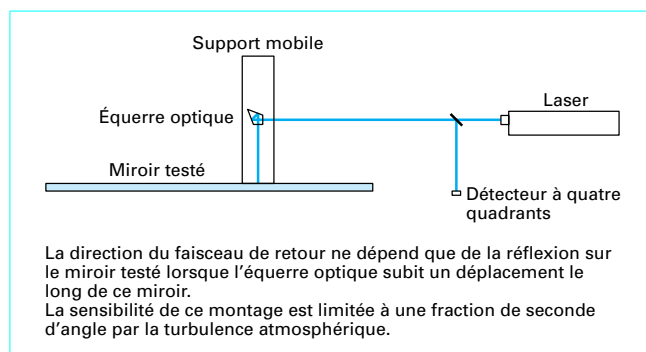 Support mobile
Laser
Équerre optique
Miroir testé
Détecteur à quatre
quadrants
La direction du faisceau de retour ne dépend que de la réflexion sur
le miroir testé lorsque l'équerre optique subit un déplacement le
long de ce miroir.
La sensibilité de ce montage est limitée à une fraction de seconde
d'angle par la turbulence atmosphérique.